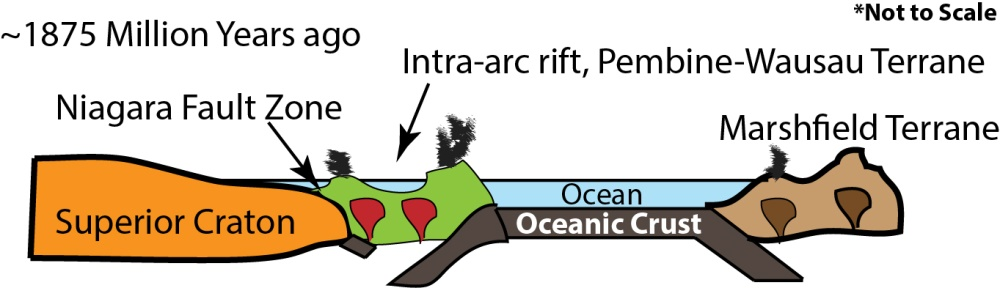 *Not to Scale
~1875 Million Years ago
Intra-arc rift, Pembine-Wausau Terrane
Niagara Fault Zone
Marshfield Terrane
Ocean
Superior Craton
Oceanic Crust